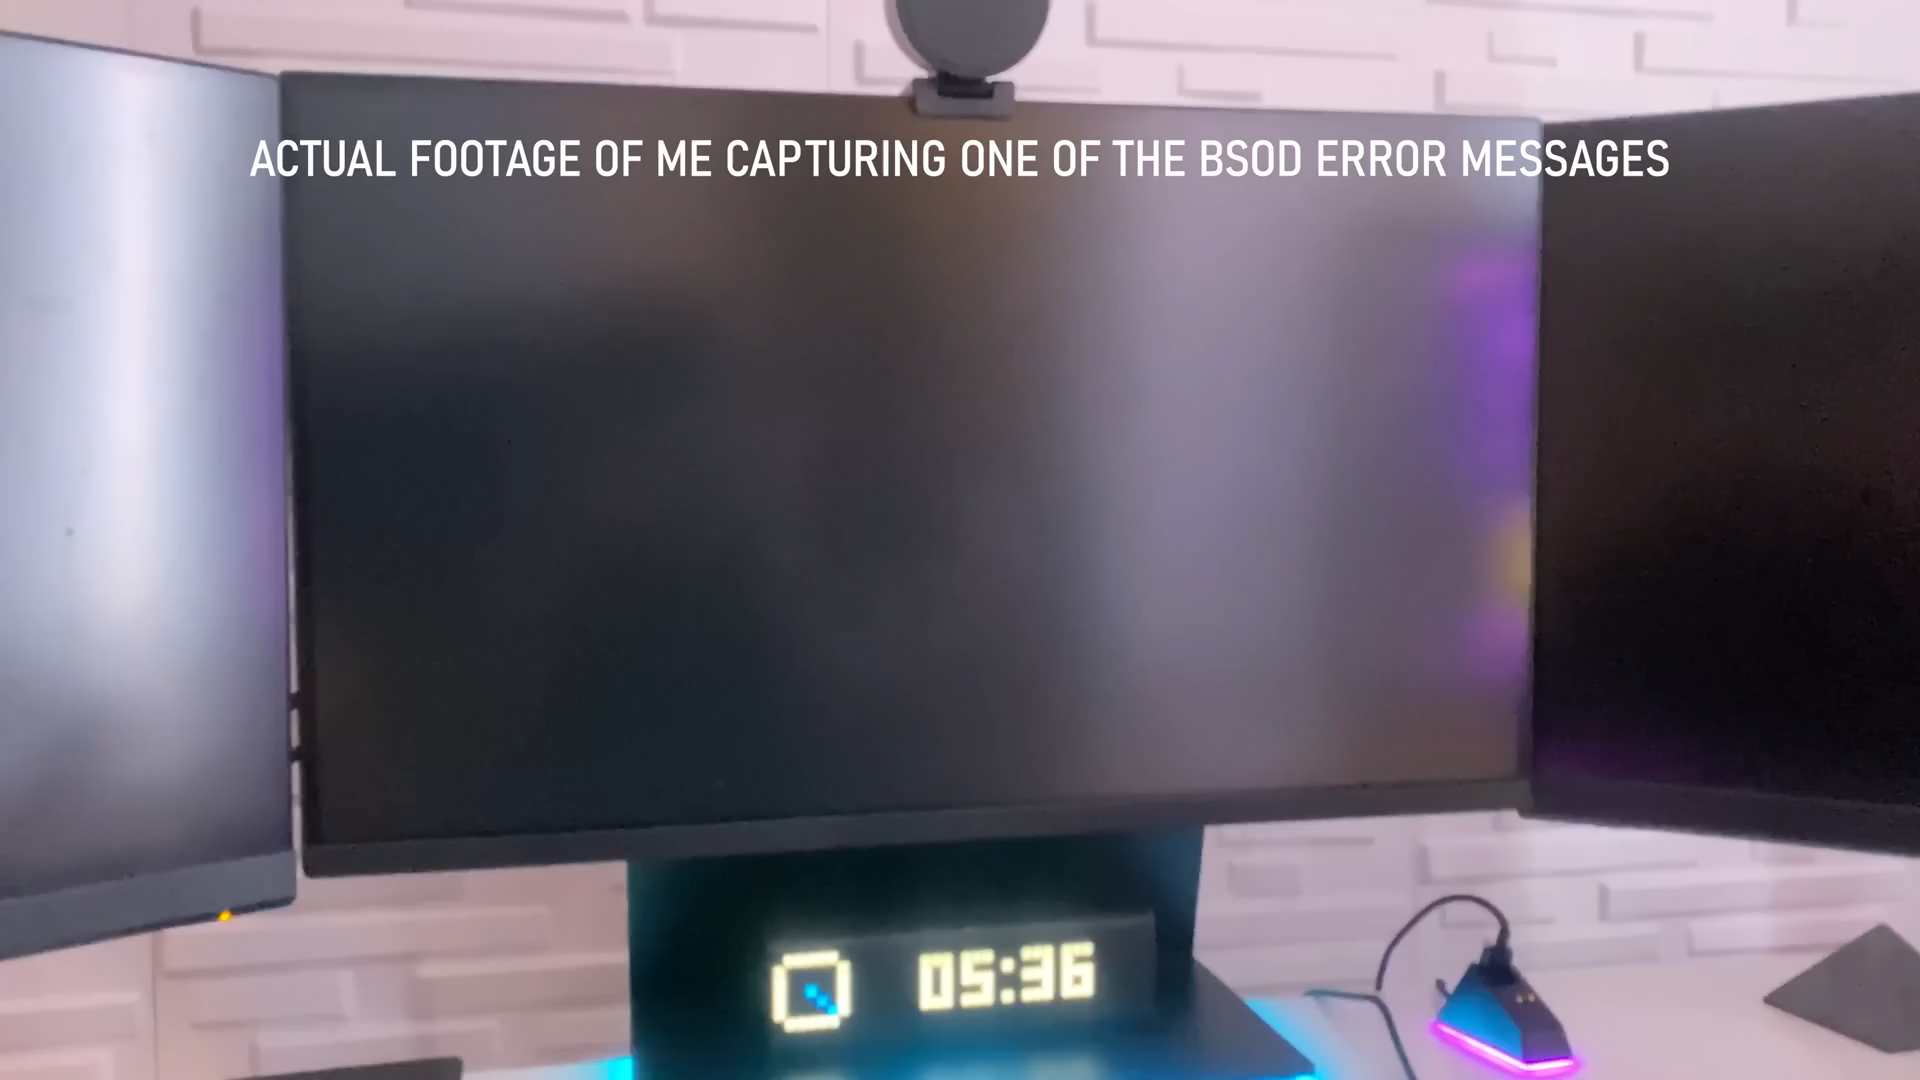 ACTUAL FOOTAGE OF ME CAPTURING ONE OF THE BSOD ERROR MESSAGES
05:36